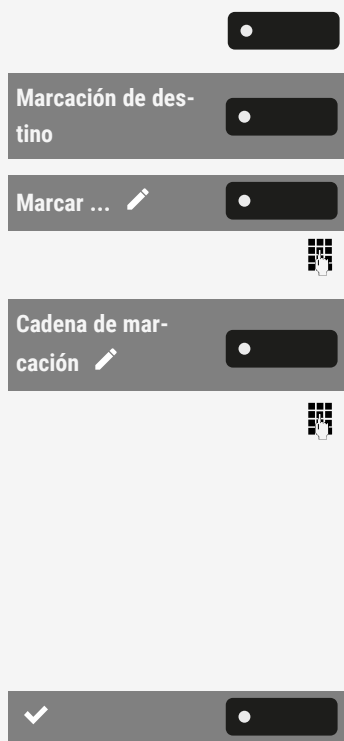 Marcación de des-
tino
Marcar ...
Cadena de mar-
cación